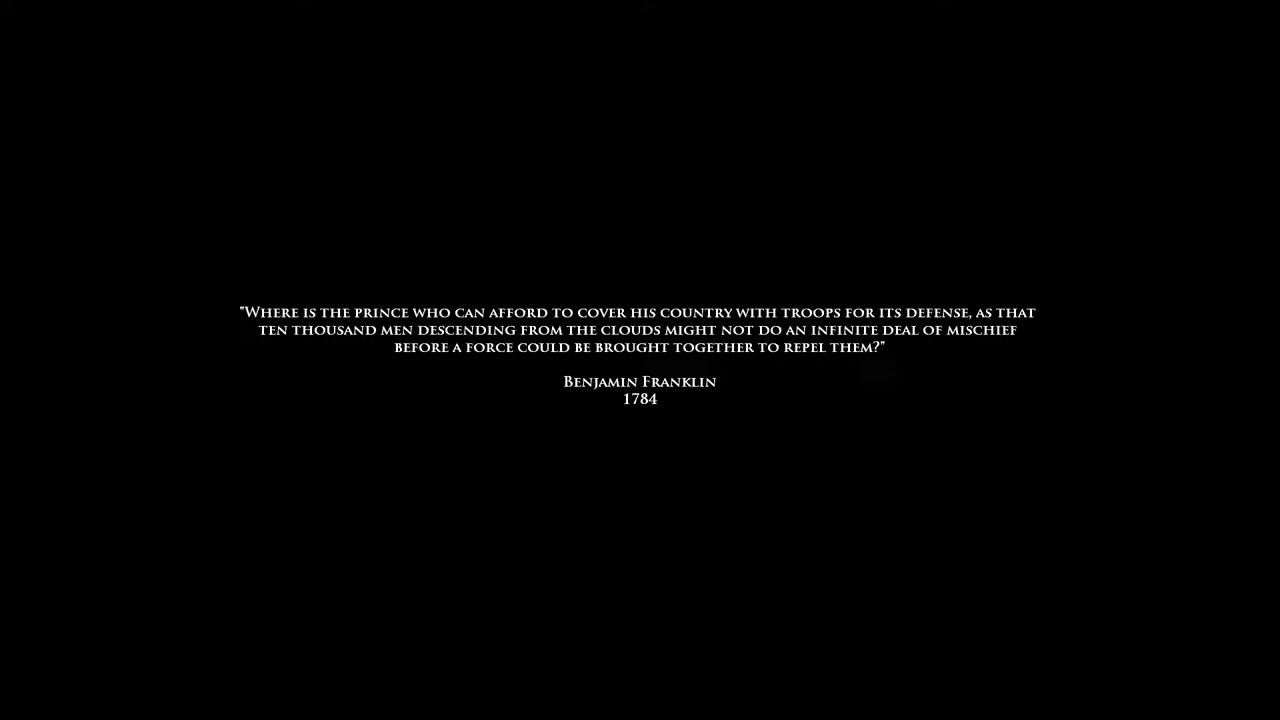 "Where is the prince who can afford to cover his country with troops for its defense, as that
ten thousand men descending from the clouds might not do an infinite deal of mischief
before a force could be brought together to repel them?"
Benjamin Franklin
1784